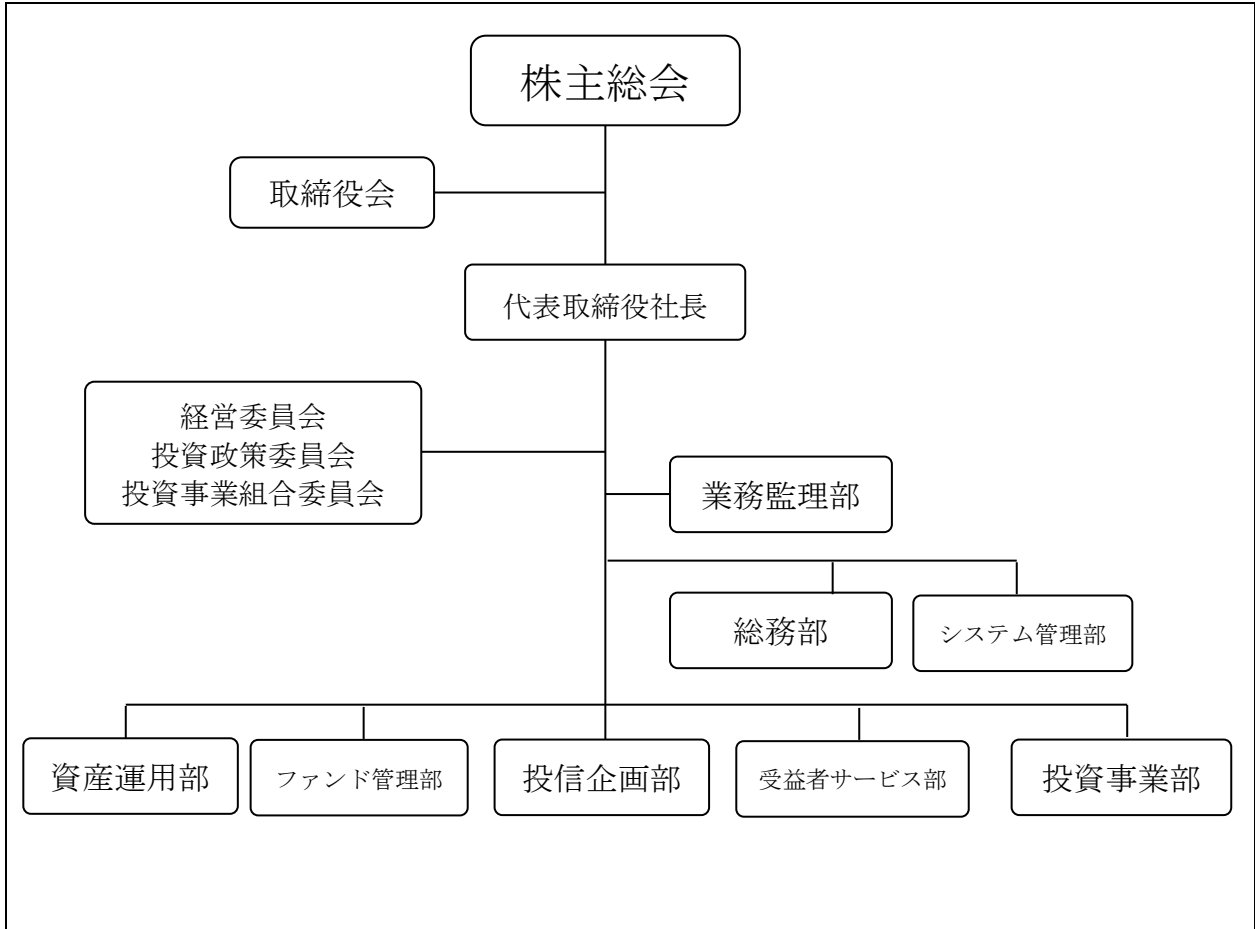 株主総会
取締役会
代表取締役社長
経営委員会
投資政策委員会
投資事業組合委員会
業務監理部
総務部
システム管理部
資産運用部
ファンド管理部
投信企画部
受益者サービス部
投資事業部